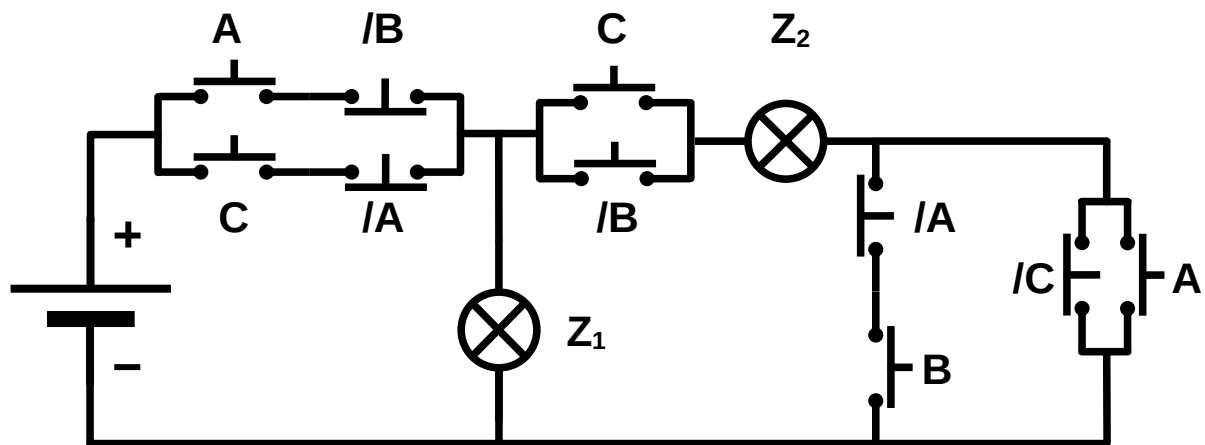 A /B C Z₂
C /A /B
+
/A
/C A
Z₁
B
−